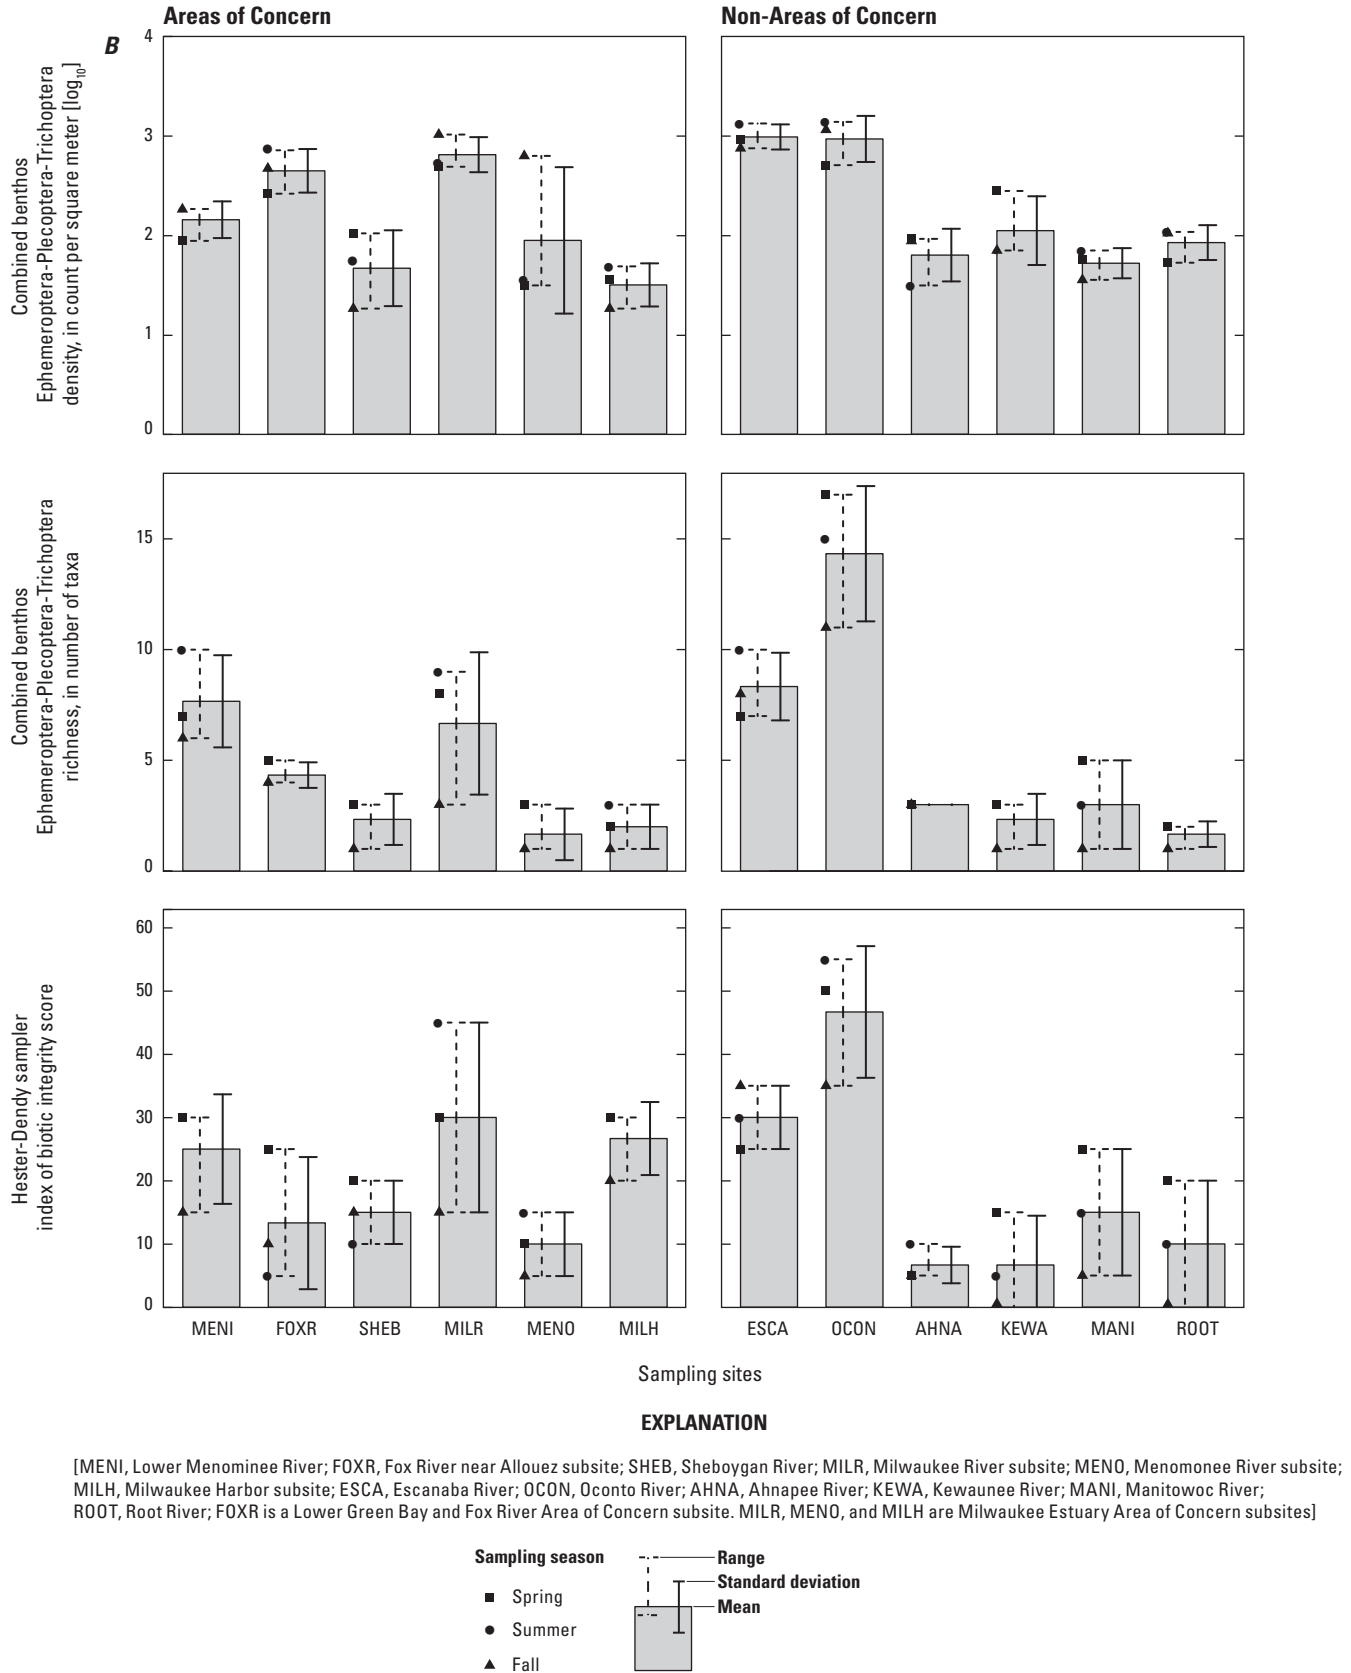 Areas of Concern
Non-Areas of Concern
B
Combined benthos
Ephemeroptera-Plecoptera-Trichoptera
density, in count per square meter [log10]
4
3
2
1
0
Combined benthos
Ephemeroptera-Plecoptera-Trichoptera
richness, in number of taxa
15
10
5
0
Hester-Dendy sampler
index of biotic integrity score
60
50
40
30
20
10
0
MENI FOXR SHEB MILR MENO MILH ESCA OCON AHNA KEWA MANI ROOT
Sampling sites
EXPLANATION
[MENI, Lower Menominee River; FOXR, Fox River near Allouez subsite; SHEB, Sheboygan River; MILR, Milwaukee River subsite; MENO, Menomonee River subsite;
MILH, Milwaukee Harbor subsite; ESCA, Escanaba River; OCON, Oconto River; AHNA, Ahnapee River; KEWA, Kewaunee River; MANI, Manitowoc River;
ROOT, Root River; FOXR is a Lower Green Bay and Fox River Area of Concern subsite. MILR, MENO, and MILH are Milwaukee Estuary Area of Concern subsites]
Sampling season
Spring
Summer
Fall
Range
Standard deviation
Mean